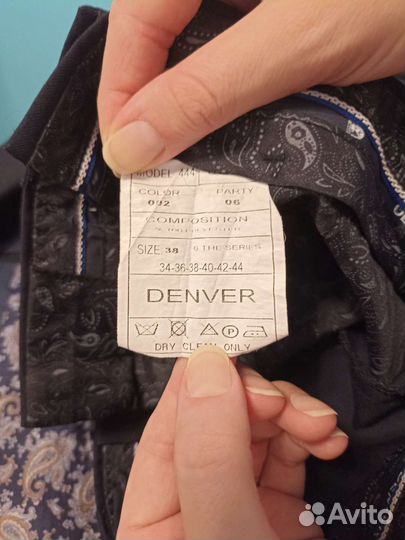 MODEL 444
COLOR PARTY
092 06
COMPOSITION
SIZE 38 6 THE SERIES
34-36-38-40-42-44
DENVER
P
DRY CLEAN ONLY
Avito